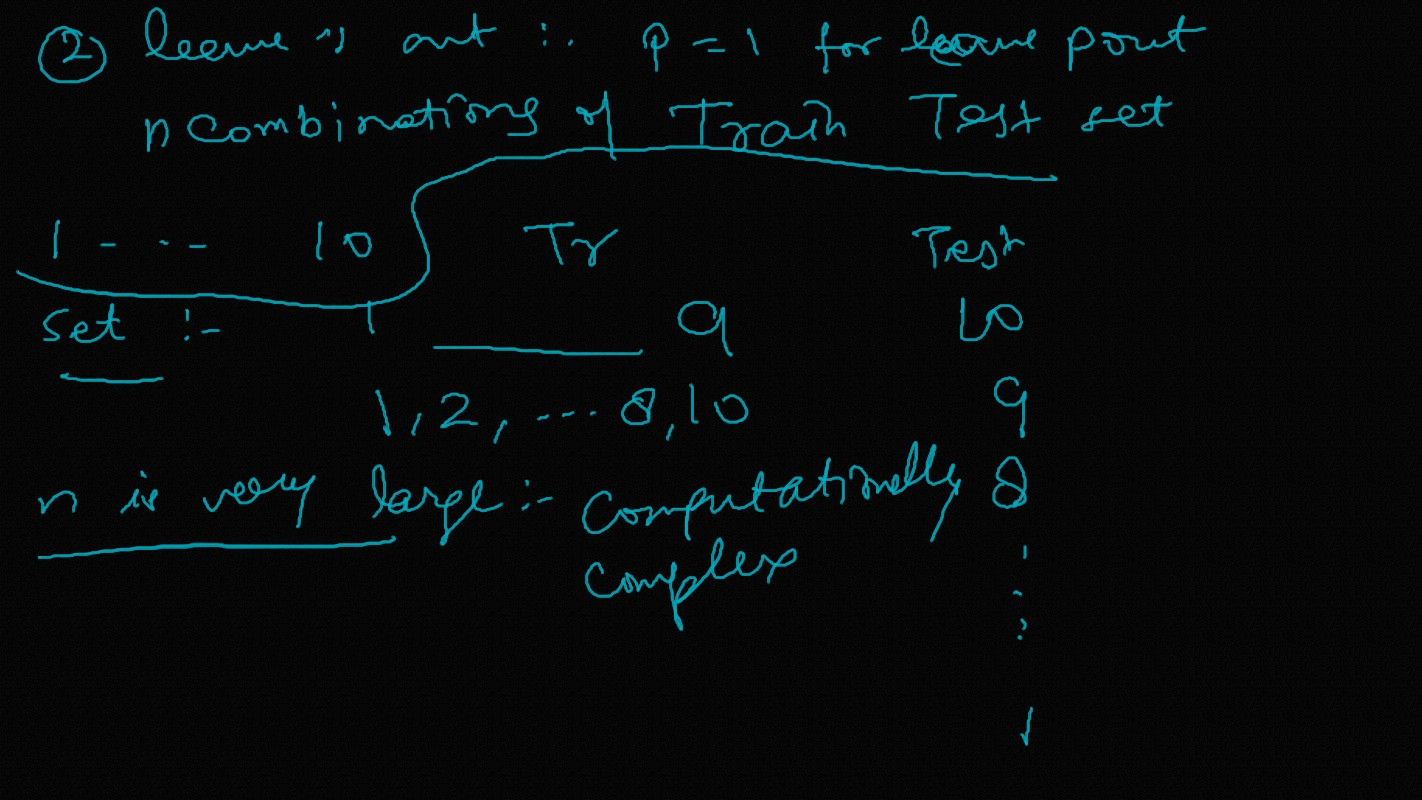 ② leave 1 out :. P = 1 for leave pout
n combinations of Train Test set
1 - - - 10 Tr Test
set :- 1 ——— 9 10
1, 2, ... 8, 10 9
n is very large :- Computationally 8
complex
1